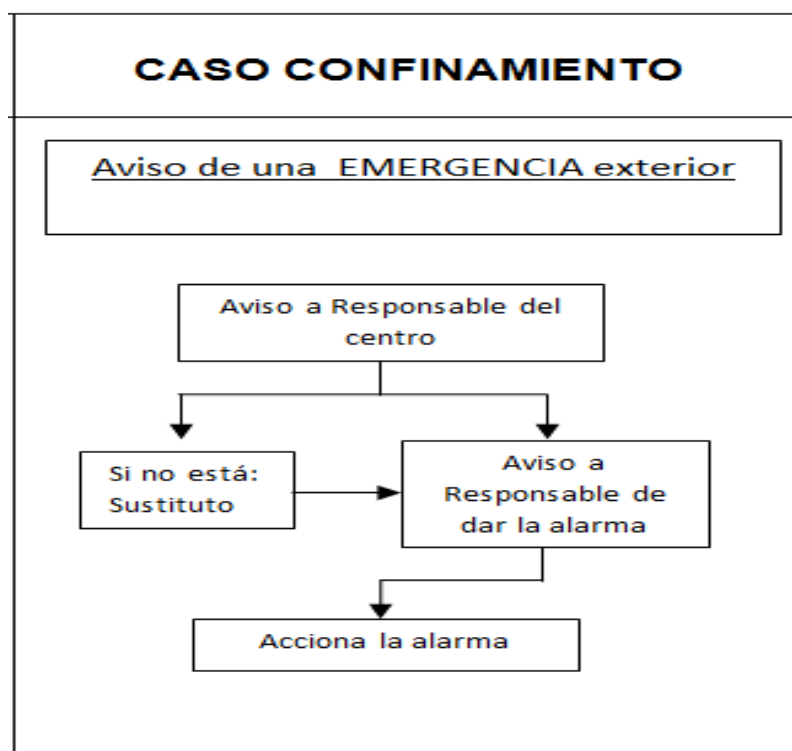 CASO CONFINAMIENTO
Aviso de una EMERGENCIA exterior
Aviso a Responsable del
centro
Si no está:
Sustituto
Aviso a
Responsable de
dar la alarma
Acciona la alarma